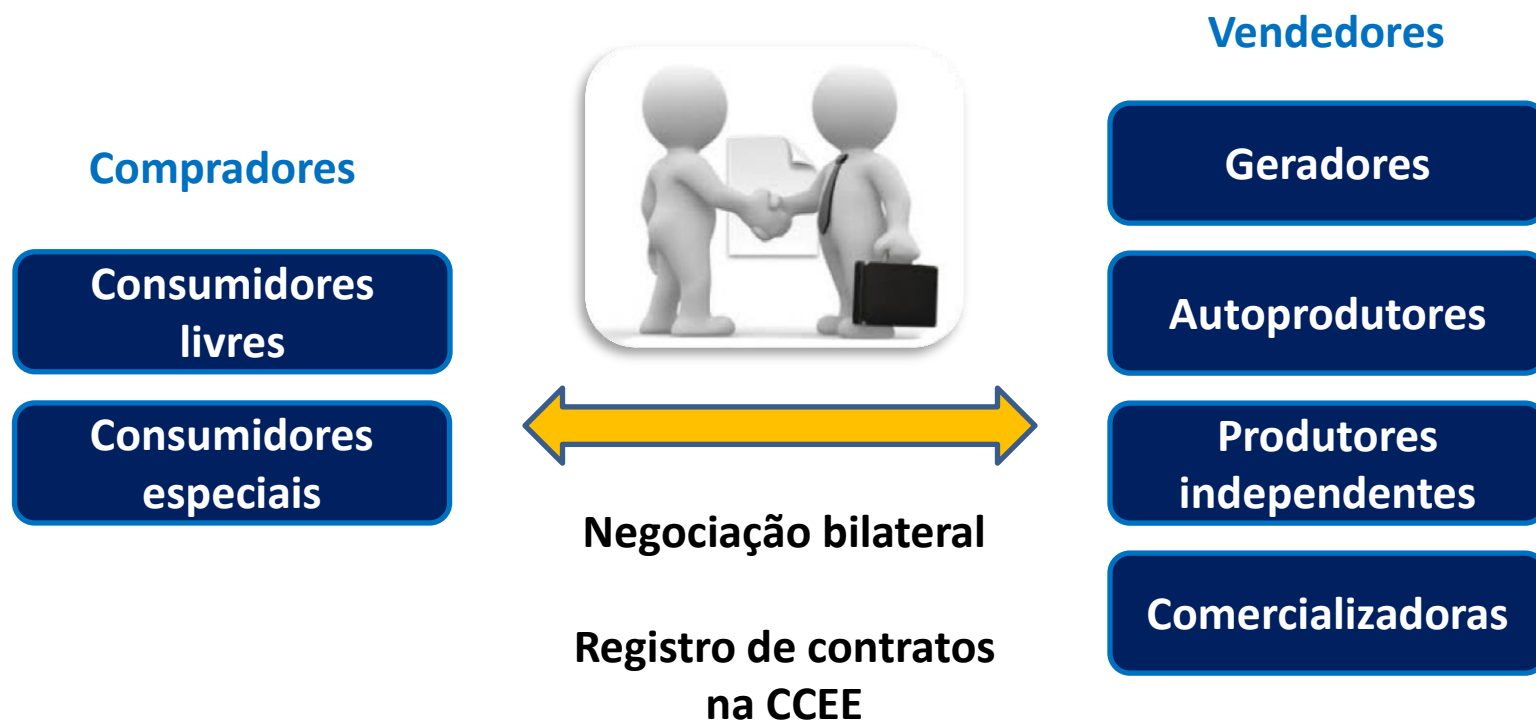 Compradores
Consumidores
livres
Consumidores
especiais
Negociação bilateral
Registro de contratos
na CCEE
Vendedores
Geradores
Autoprodutores
Produtores
independentes
Comercializadoras